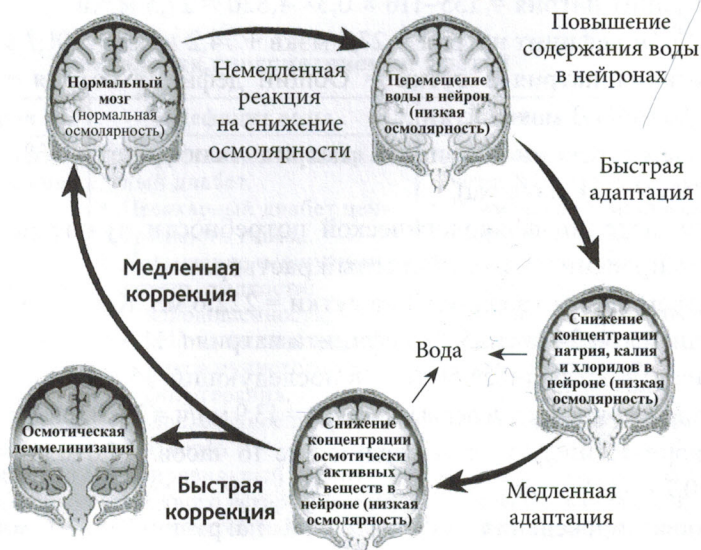 Нормальный
мозг
(нормальная
осмолярность)
Немедленная
реакция
на снижение
осмолярности
Перемещение
воды в нейрон
(низкая
осмолярность)
Повышение
содержания воды
в нейронах
Быстрая
адаптация
Снижение
концентрации
натрия, калия
и хлоридов в
нейроне (низкая
осмолярность)
Вода
Медленная
адаптация
Снижение
концентрации
осмотически
активных
веществ в
нейроне (низкая
осмолярность)
Медленная
коррекция
Быстрая
коррекция
Осмотическая
деммелинизация